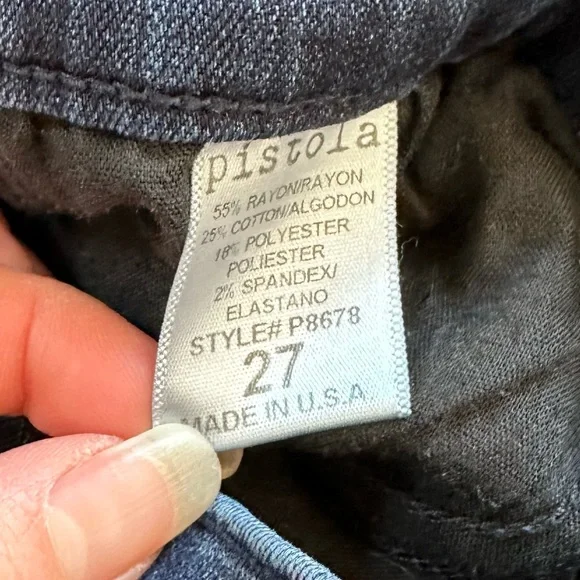 pistola
55% RAYON/RAYON
25% COTTON/ALGODON
18% POLYESTER
POLIESTER
2% SPANDEX/
ELASTANO
STYLE# P8678
27
MADE IN U.S.A